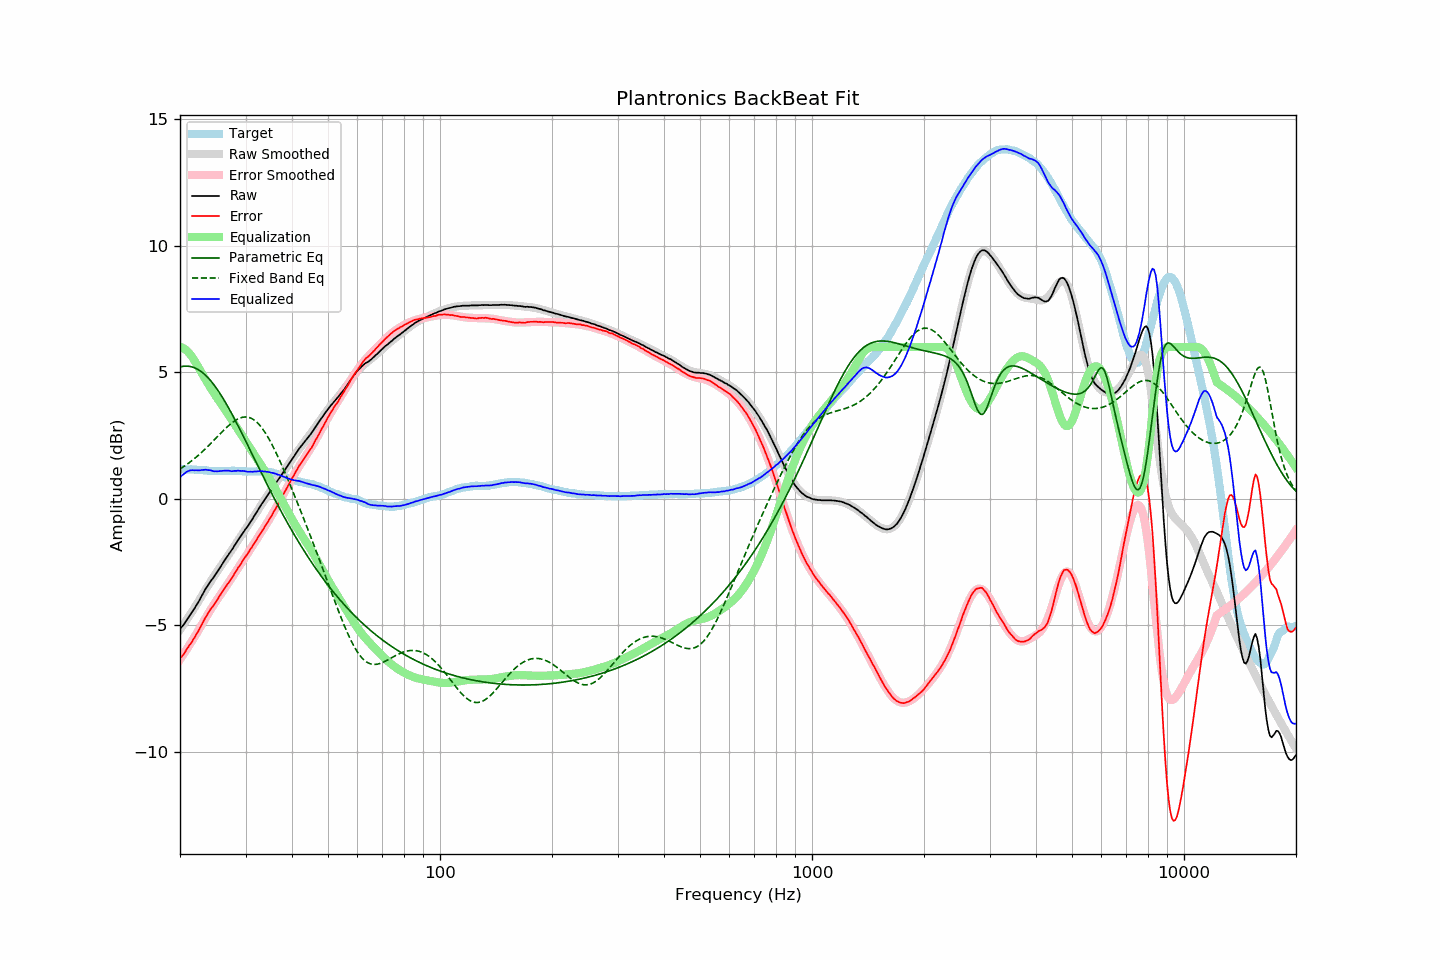 Plantronics BackBeat Fit
15
10
5
0
−5
−10
Amplitude (dBr)
Target
Raw Smoothed
Error Smoothed
Raw
Error
Equalization
Parametric Eq
Fixed Band Eq
Equalized
100
1000
10000
Frequency (Hz)